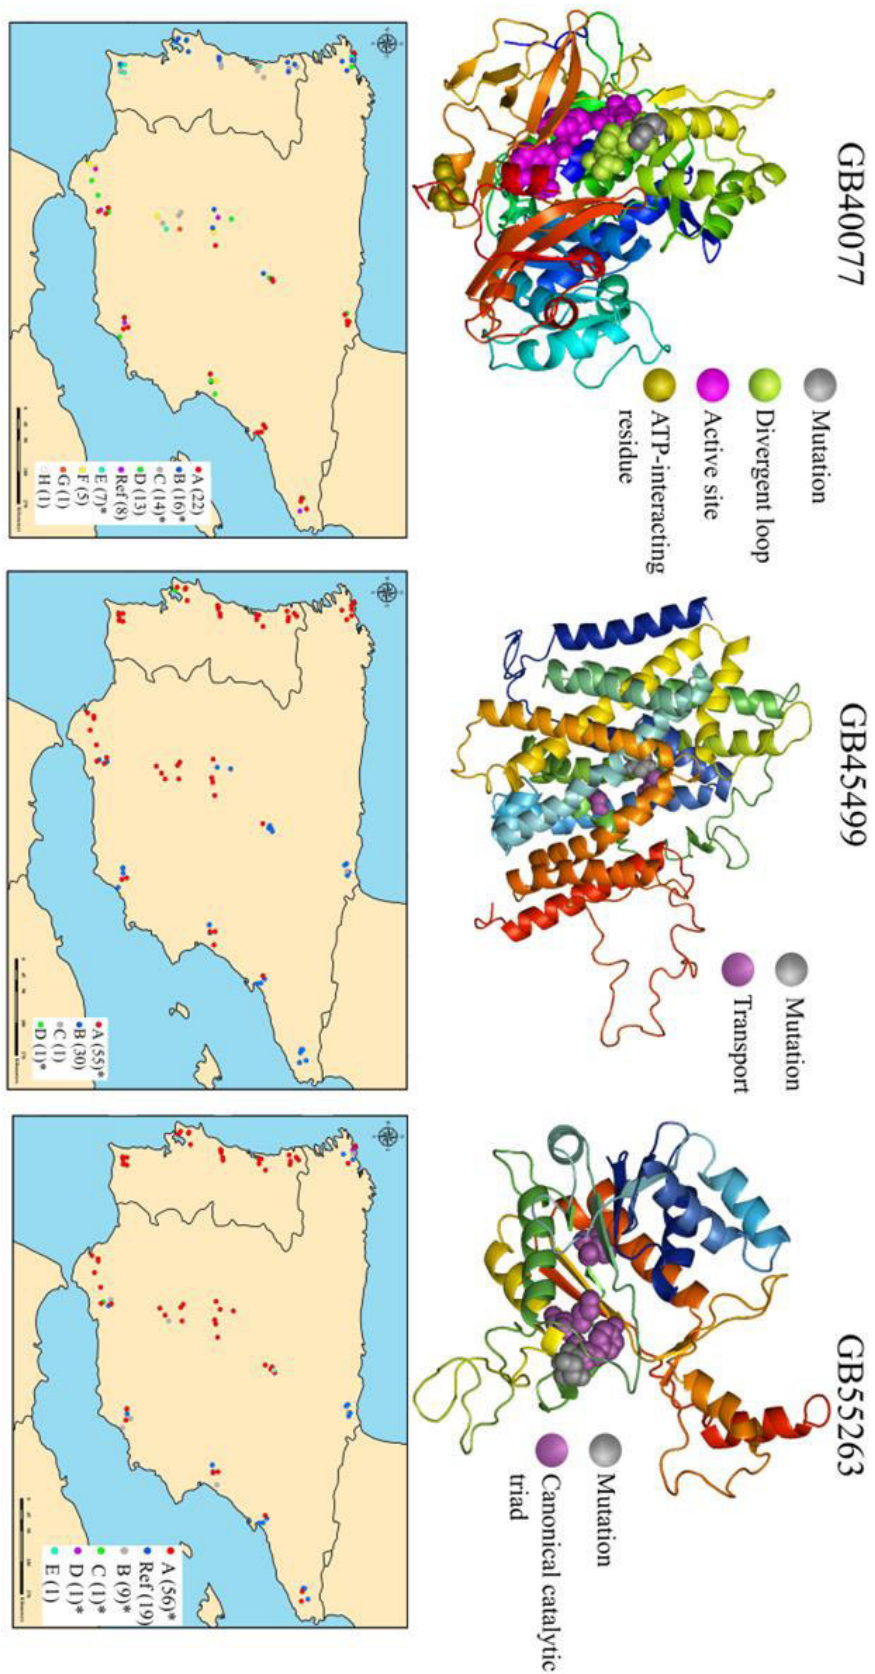 GB40077
Mutation
Divergent loop
Active site
ATP-interacting
residue
A (22)
B (16)*
C (14)*
D (13)
Ref (8)
E (7)*
F (5)
G (1)
H (1)
GB45499
Mutation
Transport
A (55)*
B (30)
C (1)
D (1)*
GB55263
Mutation
Canonical catalytic
triad
A (56)*
Ref (19)
B (9)*
C (1)*
D (1)*
E (1)